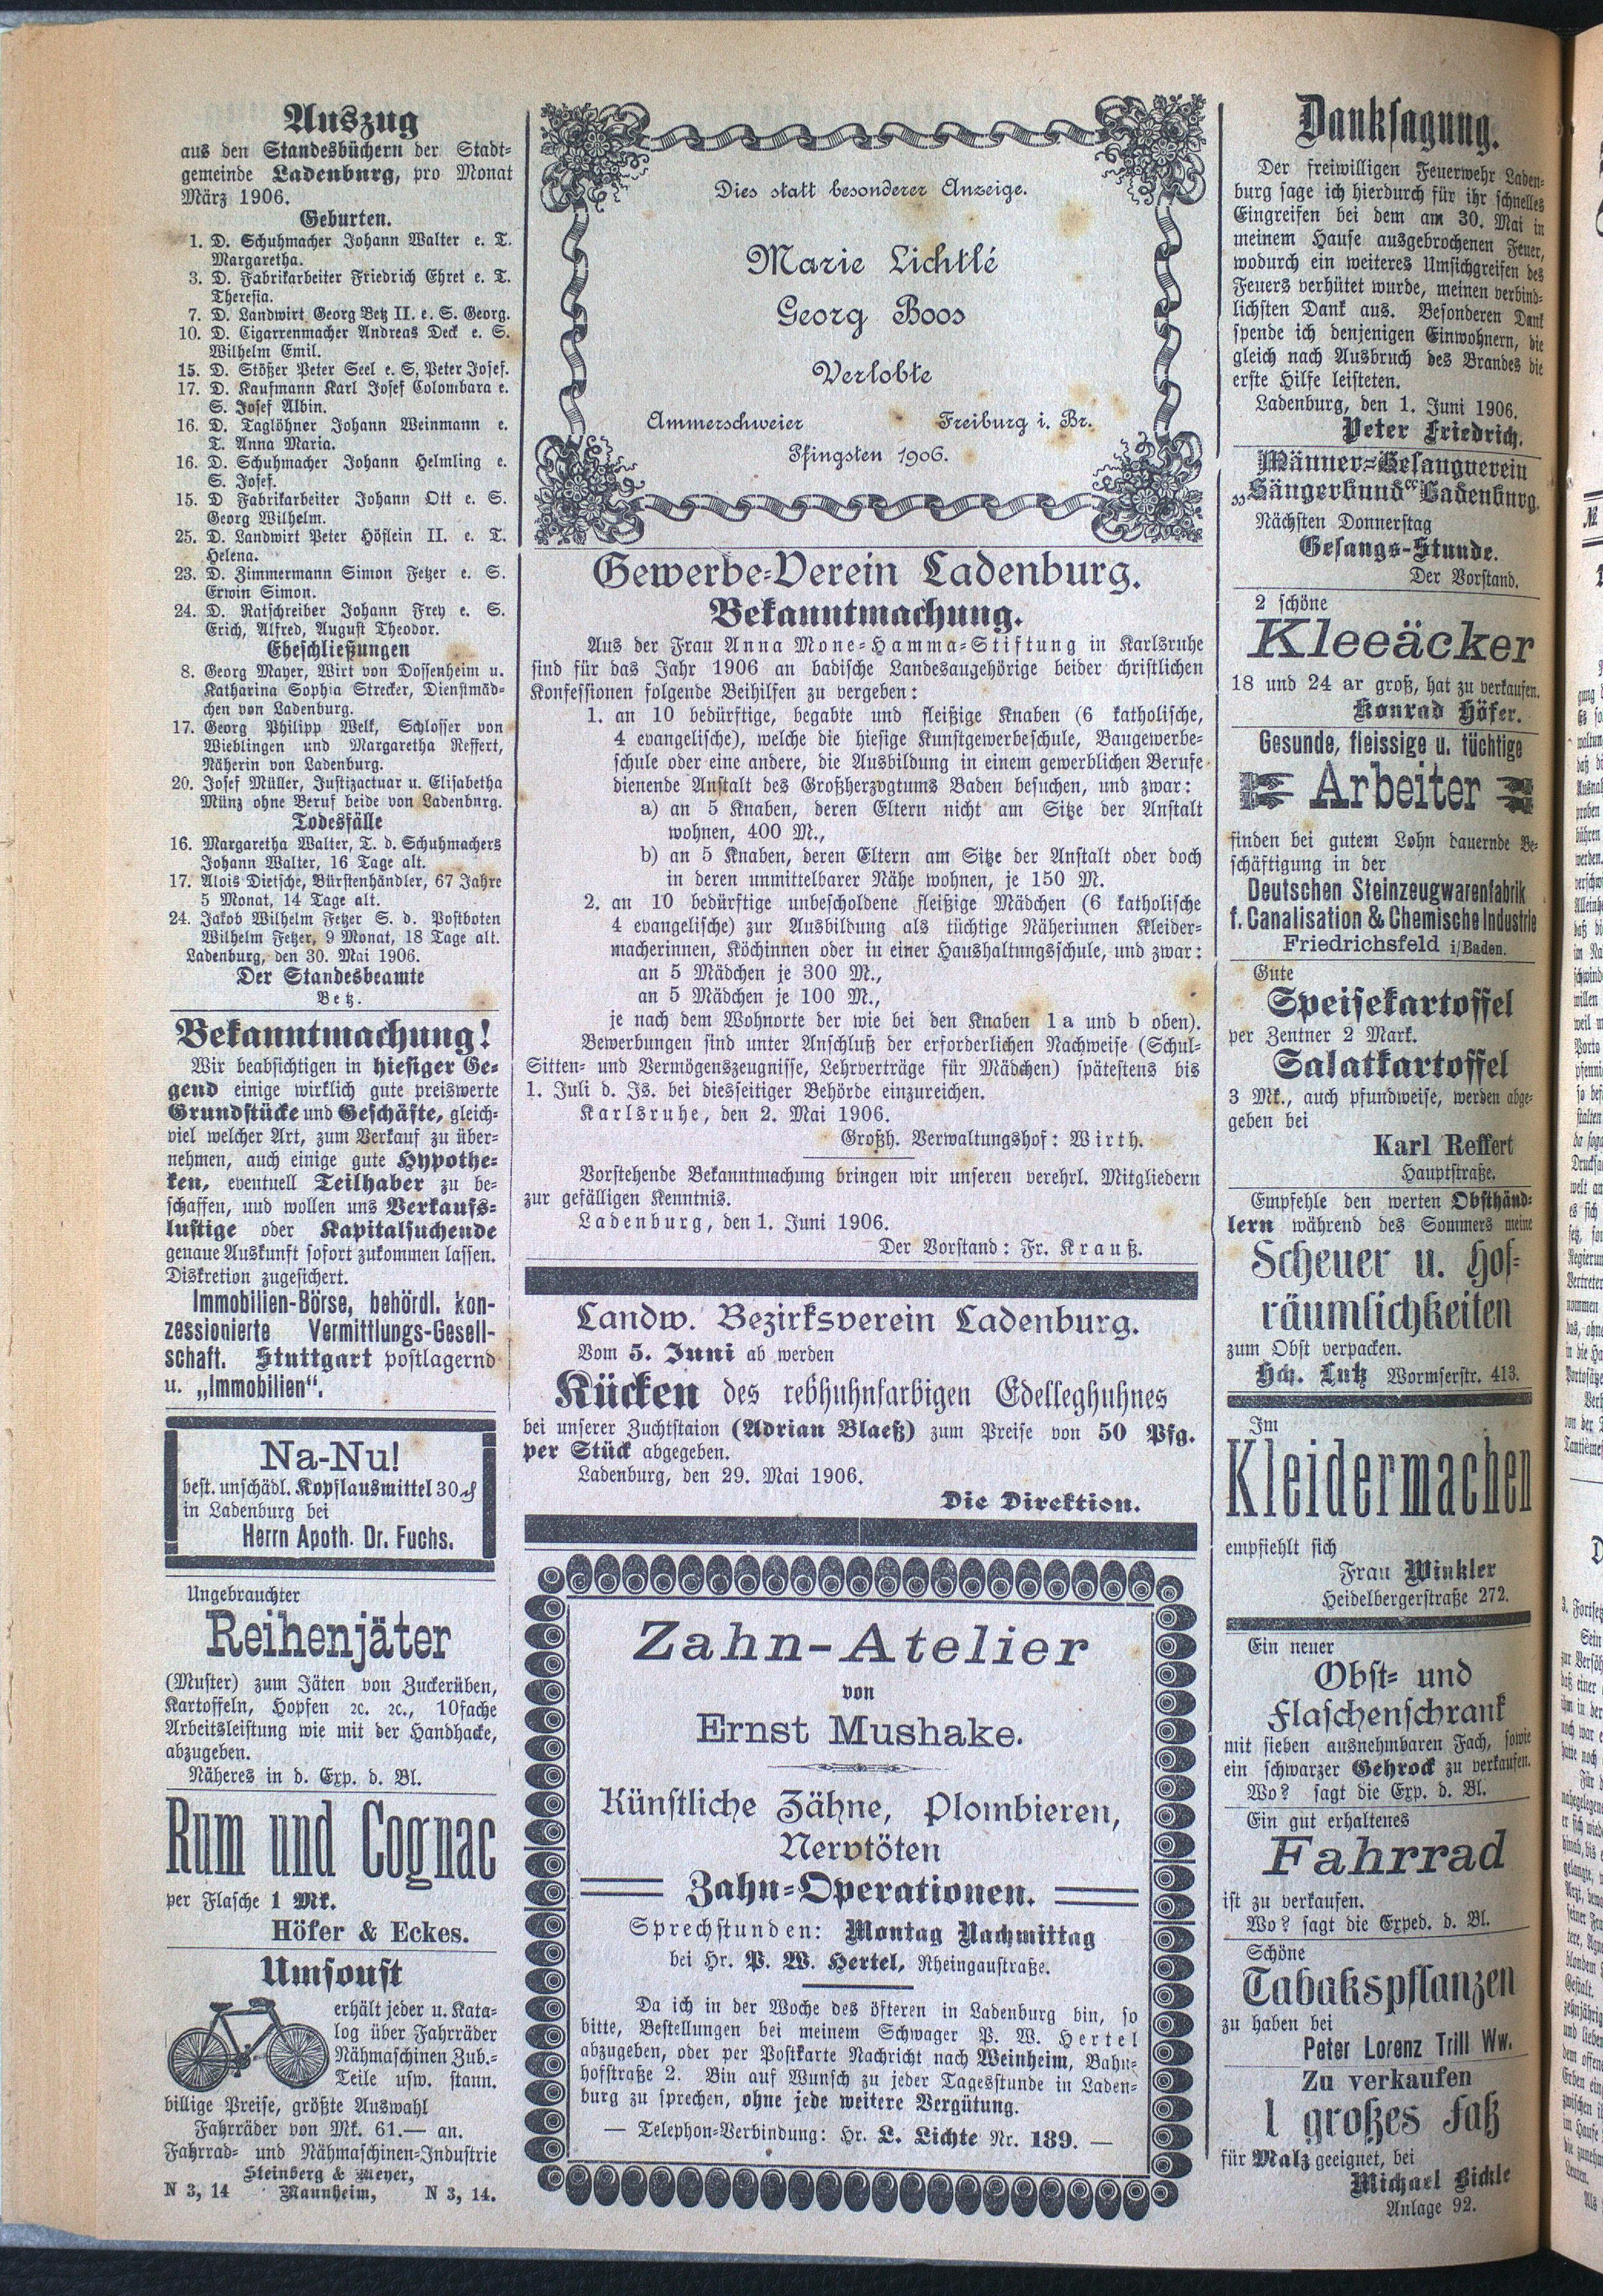 Auszug
aus den Standesbüchern der Stadt-
gemeinde Ladenburg, pro Monat
März 1906.
Geburten.
1. D. Schuhmacher Johann Walter e. T.
Margaretha.
3. D. Fabrikarbeiter Friedrich Ehret e. T.
Theresia.
7. D. Landwirt Georg Betz II. e. S. Georg.
10. D. Cigarrenmacher Andreas Deck e. S.
Wilhelm Emil.
15. D. Stößer Peter Seel e. S. Peter Josef.
17. D. Kaufmann Karl Josef Colombara e.
S. Josef Albin.
16. D. Taglöhner Johann Weinmann e.
T. Anna Maria.
16. D. Schuhmacher Johann Helmling e.
S. Josef.
15. D Fabrikarbeiter Johann Ott e. S.
Georg Wilhelm.
25. D. Landwirt Peter Höflein II. e. T.
Helena.
23. D. Zimmermann Simon Fetzer e. S.
Erwin Simon.
24. D. Ratschreiber Johann Frey e. S.
Erich, Alfred, August Theodor.
Eheschließungen
8. Georg Mayer, Wirt von Dossenheim u.
Katharina Sophia Strecker, Dienstmäd-
chen von Ladenburg.
17. Georg Philipp Welk, Schlosser von
Wieblingen und Margaretha Reffert,
Näherin von Ladenburg.
20. Josef Müller, Justizactuar u. Elisabetha
Münz ohne Beruf beide von Ladenbnrg.
Todesfälle
16. Margaretha Walter, T. d. Schuhmachers
Johann Walter, 16 Tage alt.
17. Alois Dietsche, Bürstenhändler, 67 Jahre
5 Monat, 14 Tage alt.
24. Jakob Wilhelm Fetzer S. d. Postboten
Wilhelm Fetzer, 9 Monat, 18 Tage alt.
Ladenburg, den 30. Mai 1906.
Der Standesbeamte
Betz.
Bekanntmachung!
Wir beabsichtigen in hiesiger Ge-
gend einige wirklich gute preiswerte
Grundstücke und Geschäfte, gleich-
viel welcher Art, zum Verkauf zu über-
nehmen, auch einige gute Hypothe-
ken, eventuell Teilhaber zu be-
schaffen, und wollen uns Verkaufs-
lustige oder Kapitalsuchende
genaue Auskunft sofort zukommen lassen.
Diskretion zugesichert.
Immobilien-Börse, behördl. kon-
zessionierte Vermittlungs-Gesell-
schaft. Stuttgart postlagernd
u. „Immobilien“.
Na-Nu!
best. unschädl. Kopflausmittel 30 ₰
in Ladenburg bei
Herrn Apoth. Dr. Fuchs.
Ungebrauchter
Reihenjäter
(Muster) zum Jäten von Zuckerüben,
Kartoffeln, Hopfen ꝛc. ꝛc., 10fache
Arbeitsleistung wie mit der Handhacke,
abzugeben.
Näheres in d. Exp. d. Bl.
Rum und Cognac
per Flasche 1 Mk.
Höfer & Eckes.
Umsonst
erhält jeder u. Kata-
log über Fahrräder
Nähmaschinen Zub.-
Teile usw. stann.
billige Preise, größte Auswahl
Fahrräder von Mk. 61.— an.
Fahrrad- und Nähmaschinen-Industrie
Steinberg & Meyer,
N 3, 14 Mannheim, N 3, 14.
Dies statt besonderer Anzeige.
Marie Lichtlé
Georg Boos
Verlobte
Ammerschweier Freiburg i. Br.
Pfingsten 1906.
Gewerbe-Verein Ladenburg.
Bekanntmachung.
Aus der Frau Anna Mone-Hamma-Stiftung in Karlsruhe
sind für das Jahr 1906 an badische Landesaugehörige beider christlichen
Konfessionen folgende Beihilfen zu vergeben:
1. an 10 bedürftige, begabte und fleißige Knaben (6 katholische,
4 evangelische), welche die hiesige Kunstgewerbeschule, Baugewerbe-
schule oder eine andere, die Ausbildung in einem gewerblichen Berufe
dienende Anstalt des Großherzogtums Baden besuchen, und zwar:
a) an 5 Knaben, deren Eltern nicht am Sitze der Anstalt
wohnen, 400 M.,
b) an 5 Knaben, deren Eltern am Sitze der Anstalt oder doch
in deren unmittelbarer Nähe wohnen, je 150 M.
2. an 10 bedürftige unbescholdene fleißige Mädchen (6 katholische
4 evangelische) zur Ausbildung als tüchtige Näherinnen Kleider-
macherinnen, Köchinnen oder in einer Haushaltungsschule, und zwar:
an 5 Mädchen je 300 M.,
an 5 Mädchen je 100 M.,
je nach dem Wohnorte der wie bei den Knaben 1a und b oben).
Bewerbungen sind unter Anschluß der erforderlichen Nachweise (Schul-
Sitten- und Vermögenszeugnisse, Lehrverträge für Mädchen) spätestens bis
1. Juli d. Js. bei diesseitiger Behörde einzureichen.
Karlsruhe, den 2. Mai 1906.
Großh. Verwaltungshof: Wirth.
Vorstehende Bekanntmachung bringen wir unseren verehrl. Mitgliedern
zur gefälligen Kenntnis.
Ladenburg, den 1. Juni 1906.
Der Vorstand: Fr. Krauß.
Landw. Bezirksverein Ladenburg.
Vom 5. Juni ab werden
Kücken des rebhuhnfarbigen Edelleghuhnes
bei unserer Zuchtstaion (Adrian Blaeß) zum Preise von 50 Pfg.
per Stück abgegeben.
Ladenburg, den 29. Mai 1906.
Die Direktion.
Zahn-Atelier
von
Ernst Mushake.
Künstliche Zähne, Plombieren,
Nervtöten
Zahn-Operationen.
Sprechstunden: Montag Nachmittag
bei Hr. P. W. Hertel, Rheingaustraße.
Da ich in der Woche des öfteren in Ladenburg bin, so
bitte, Bestellungen bei meinem Schwager P. W. Hertel
abzugeben, oder per Postkarte Nachricht nach Weinheim, Bahn-
hofstraße 2. Bin auf Wunsch zu jeder Tagesstunde in Laden-
burg zu sprechen, ohne jede weitere Vergütung.
— Telephon-Verbindung: Hr. L. Lichte Nr. 189. —
Danksagung.
Der freiwilligen Feuerwehr Laden-
burg sage ich hierdurch für ihr schnelles
Eingreifen bei dem am 30. Mai in
meinem Hause ausgebrochenen Feuer,
wodurch ein weiteres Umsichgreifen des
Feuers verhütet wurde, meinen verbind-
lichsten Dank aus. Besonderen Dank
spende ich denjenigen Einwohnern, die
gleich nach Ausbruch des Brandes die
erste Hilfe leisteten.
Ladenburg, den 1. Juni 1906.
Peter Friedrich.
Männer-Gesangverein
„Sängerbund“ Ladenburg.
Nächsten Donnerstag
Gesangs-Stunde.
Der Vorstand.
2 schöne
Kleeäcker
18 und 24 ar groß, hat zu verkaufen.
Konrad Höfer.
Gesunde, fleissige u. tüchtige
Arbeiter
finden bei gutem Lohn dauernde Be-
schäftigung in der
Deutschen Steinzeugwarenfabrik
f. Canalisation & Chemische Industrie
Friedrichsfeld i/Baden.
Gute
Speisekartoffel
per Zentner 2 Mark.
Salatkartoffel
3 Mk., auch pfundweise, werden abge-
geben bei
Karl Reffert
Hauptstraße.
Empfehle den werten Obsthänd-
lern während des Sommers meine
Scheuer u. Hof-
räumlichkeiten
zum Obst verpacken.
Hch. Lutz Wormserstr. 413.
Im
Kleidermachen
empfiehlt sich
Frau Winkler
Heidelbergerstraße 272.
Ein neuer
Obst- und
Flaschenschrank
mit sieben ausnehmbaren Fach, sowie
ein schwarzer Gehrock zu verkaufen.
Wo? sagt die Exp. d. Bl.
Ein gut erhaltenes
Fahrrad
ist zu verkaufen.
Wo? sagt die Exped. d. Bl.
Schöne
Tabakspflanzen
zu haben bei
Peter Lorenz Trill Ww.
Zu verkaufen
1 großes Faß
für Malz geeignet, bei
Michael Bickle
Anlage 92.